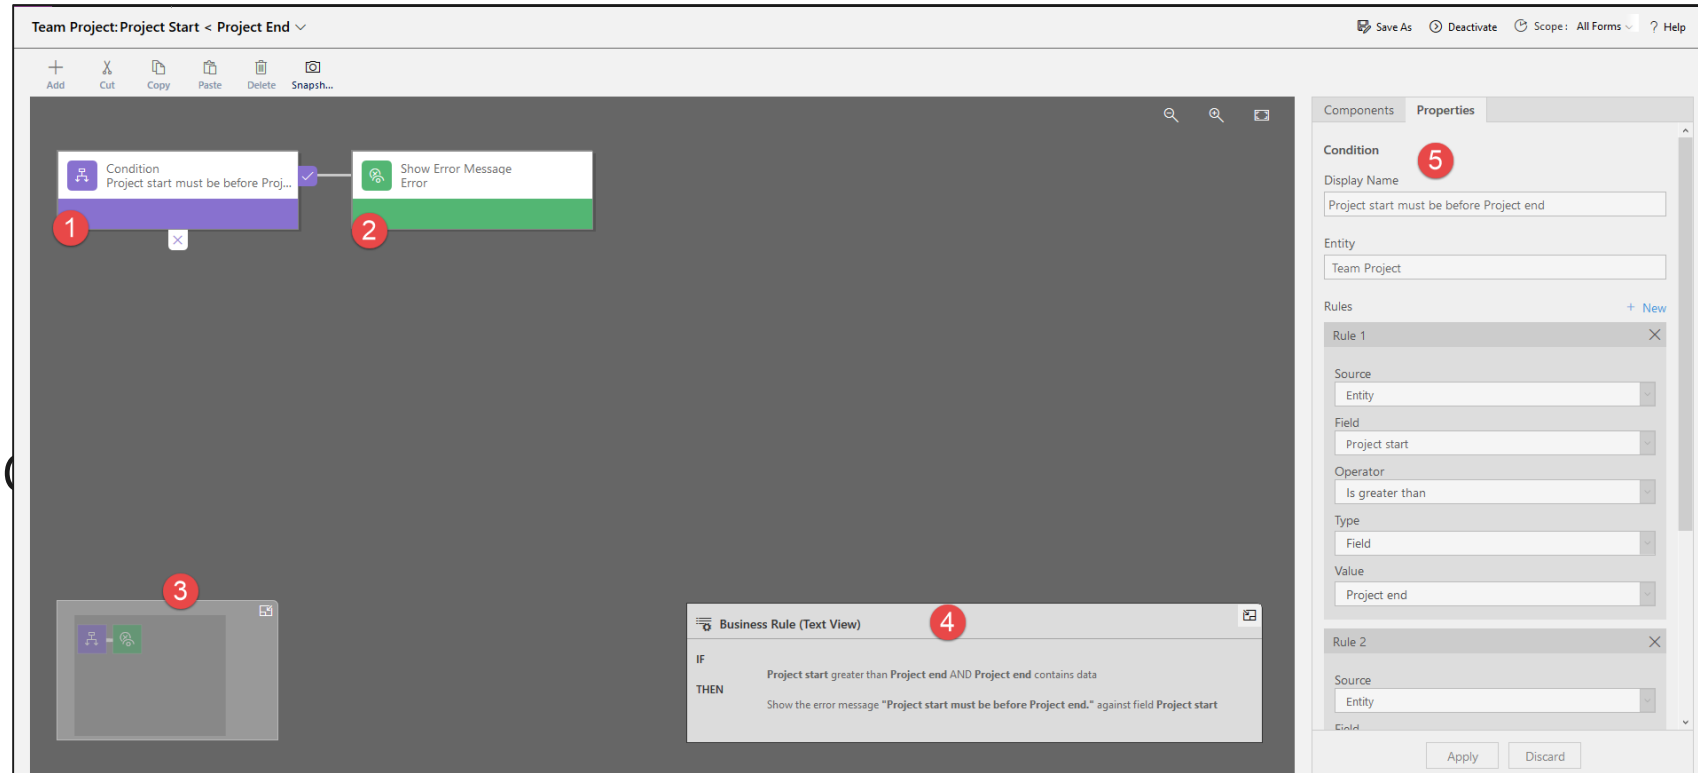 Team Project: Project Start < Project End
Save As Deactivate Scope: All Forms ? Help
Add Cut Copy Paste Delete Snapsh...
Components Properties
Condition
Project start must be before Proj...
Show Error Message
Error
1
2
3
4
Business Rule (Text View)
IF
Project start greater than Project end AND Project end contains data
THEN
Show the error message "Project start must be before Project end." against field Project start
Condition
5
Display Name
Project start must be before Project end
Entity
Team Project
Rules + New
Rule 1
Source
Entity
Field
Project start
Operator
Is greater than
Type
Field
Value
Project end
Rule 2
Source
Entity
Field
Apply Discard